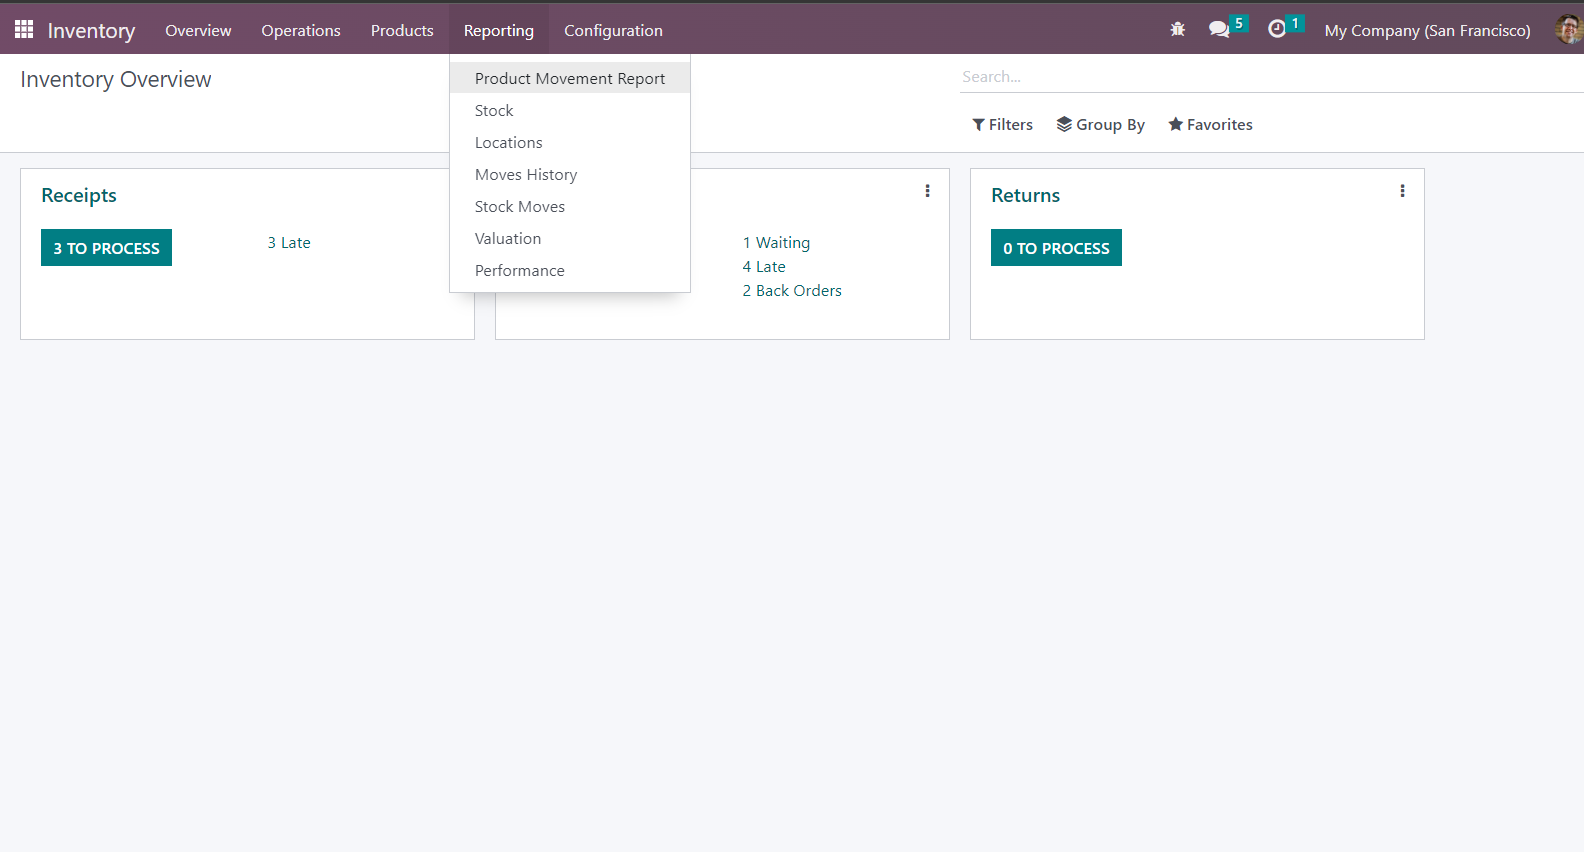 Inventory Overview Operations Products Reporting Configuration 5 1 My Company (San Francisco)
Inventory Overview
Search...
Filters Group By Favorites
Product Movement Report
Stock
Locations
Moves History
Stock Moves
Valuation
Performance
Receipts
3 TO PROCESS
3 Late
1 Waiting
4 Late
2 Back Orders
Returns
0 TO PROCESS